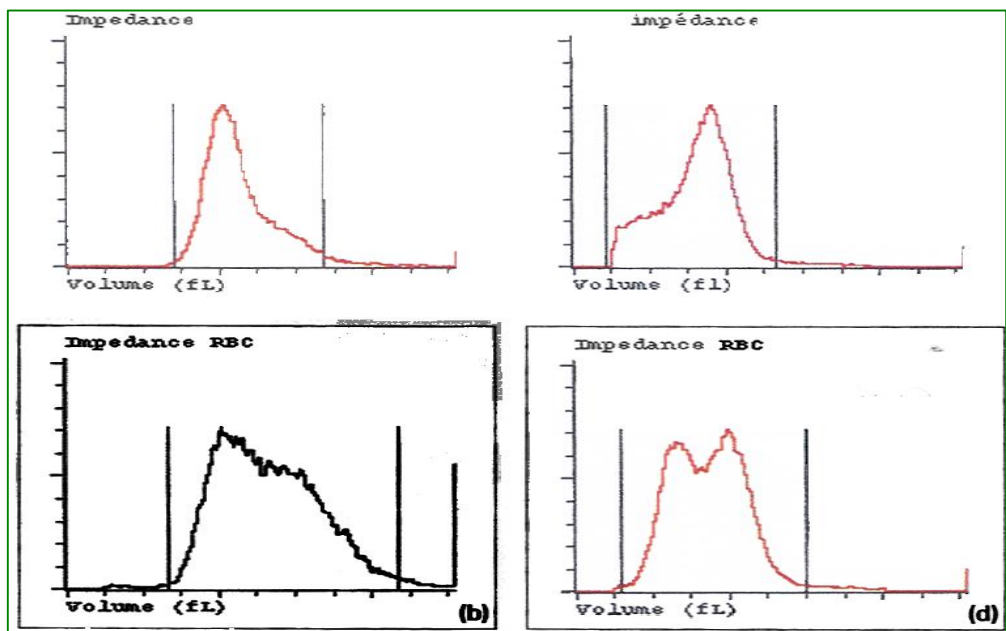 Impedance
impédance
Volume (fL)
Volume (fl)
Impedance RBC
Impedance RBC
Volume (fL)
(b)
Volume (fL)
(d)